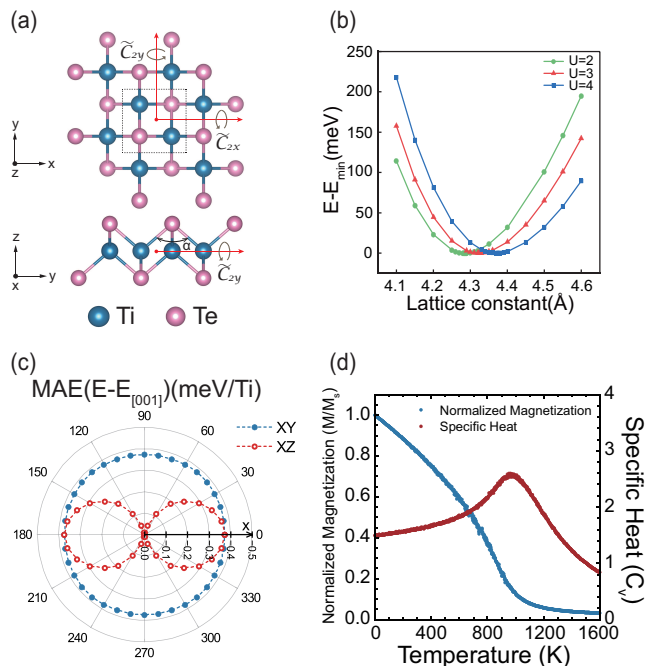 (a)
C̃2y
C̃2x
y
z
x
α
z
x
y
C̃2y
Ti
Te
(b)
250
200
150
100
50
0
E-Emin(meV)
U=2
U=3
U=4
4.1
4.2
4.3
4.4
4.5
4.6
Lattice constant(Å)
(c)
MAE(E-E[001])(meV/Ti)
90
120
60
XY
XZ
150
30
180
x
0
0.0
−0.1
−0.2
−0.3
−0.4
−0.5
210
330
240
300
270
(d)
Normalized Magnetization
Specific Heat
Normalized Magnetization (M/Ms)
1.0
0.8
0.6
0.4
0.2
0.0
4
3
2
1
0
Specific Heat (Cv)
0
400
800
1200
1600
Temperature (K)